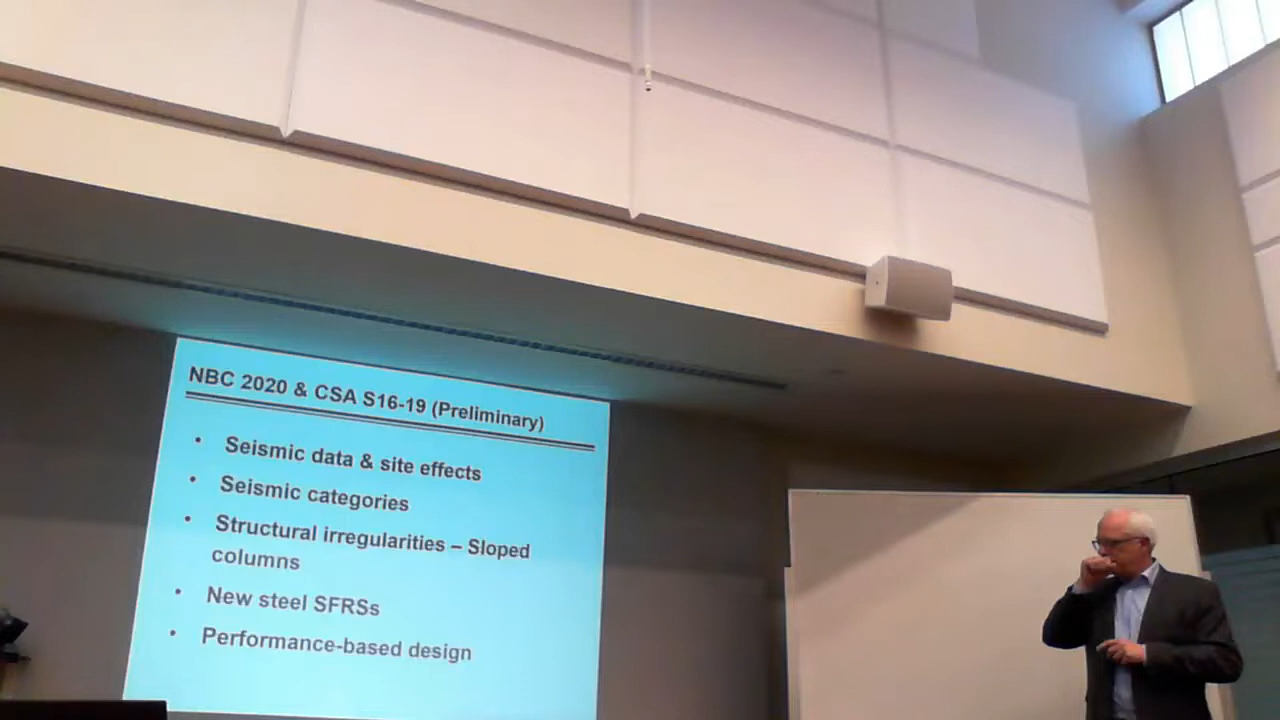 NBC 2020 & CSA S16-19 (Preliminary)
• Seismic data & site effects
• Seismic categories
• Structural irregularities – Sloped
columns
• New steel SFRSs
• Performance-based design